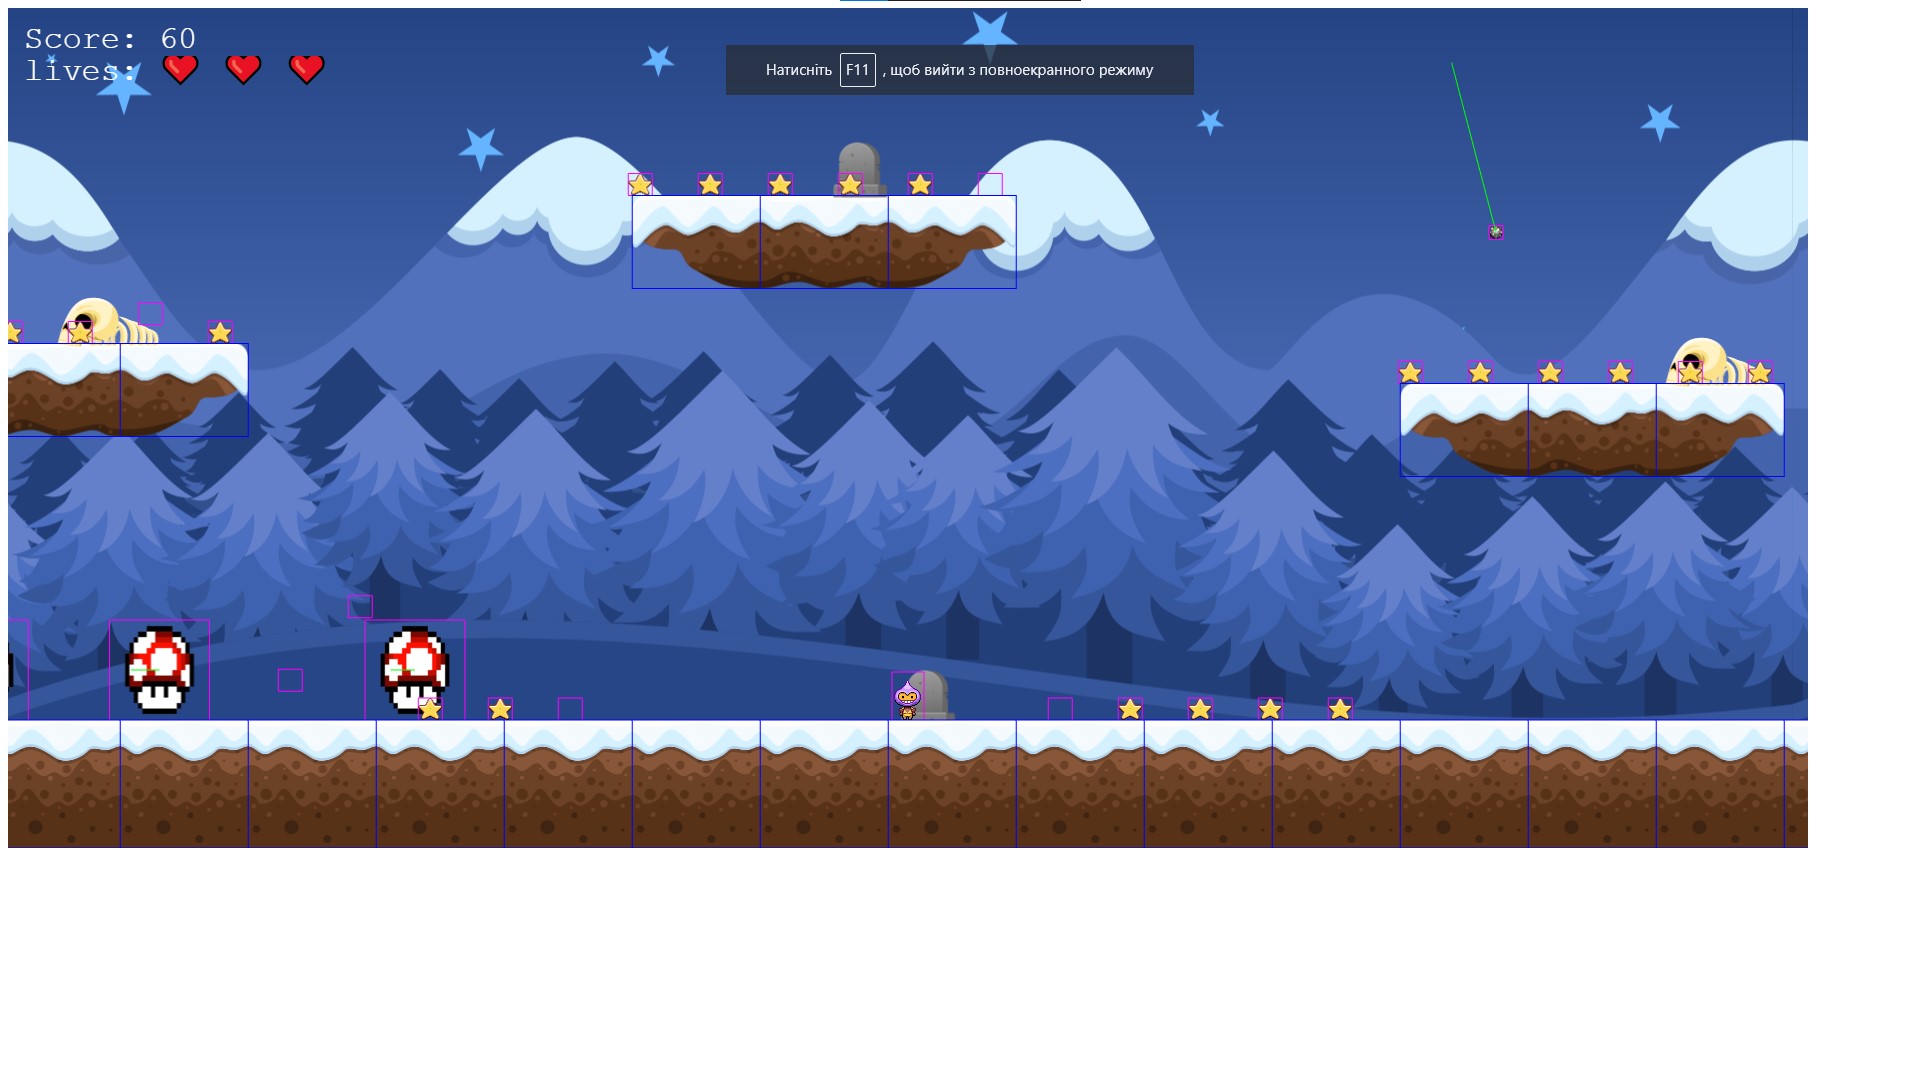 Score: 60
lives:
Натисніть F11 , щоб вийти з повноекранного режиму